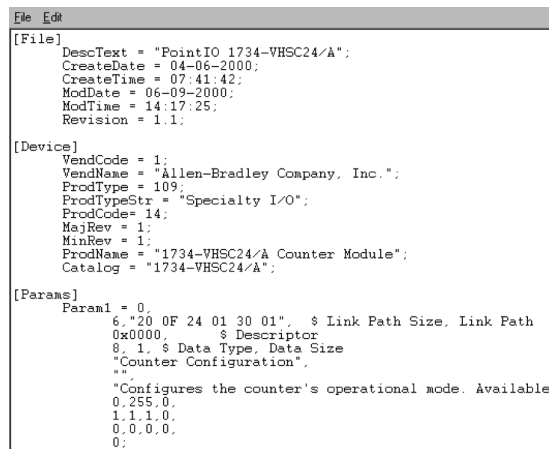 File Edit
[File]
DescText = "PointIO 1734-VHSC24/A";
CreateDate = 04-06-2000;
CreateTime = 07:41:42;
ModDate = 06-09-2000;
ModTime = 14:17:25;
Revision = 1.1;
[Device]
VendCode = 1;
VendName = "Allen-Bradley Company, Inc.";
ProdType = 109;
ProdTypeStr = "Specialty I/O";
ProdCode= 14;
MajRev = 1;
MinRev = 1;
ProdName = "1734-VHSC24/A Counter Module";
Catalog = "1734-VHSC24/A";
[Params]
Param1 = 0,
6,"20 0F 24 01 30 01", $ Link Path Size, Link Path
0x0000, $ Descriptor
8, 1, $ Data Type, Data Size
"Counter Configuration",
"",
"Configures the counter's operational mode. Available
0,255,0,
1,1,1,0,
0,0,0,0,
0;